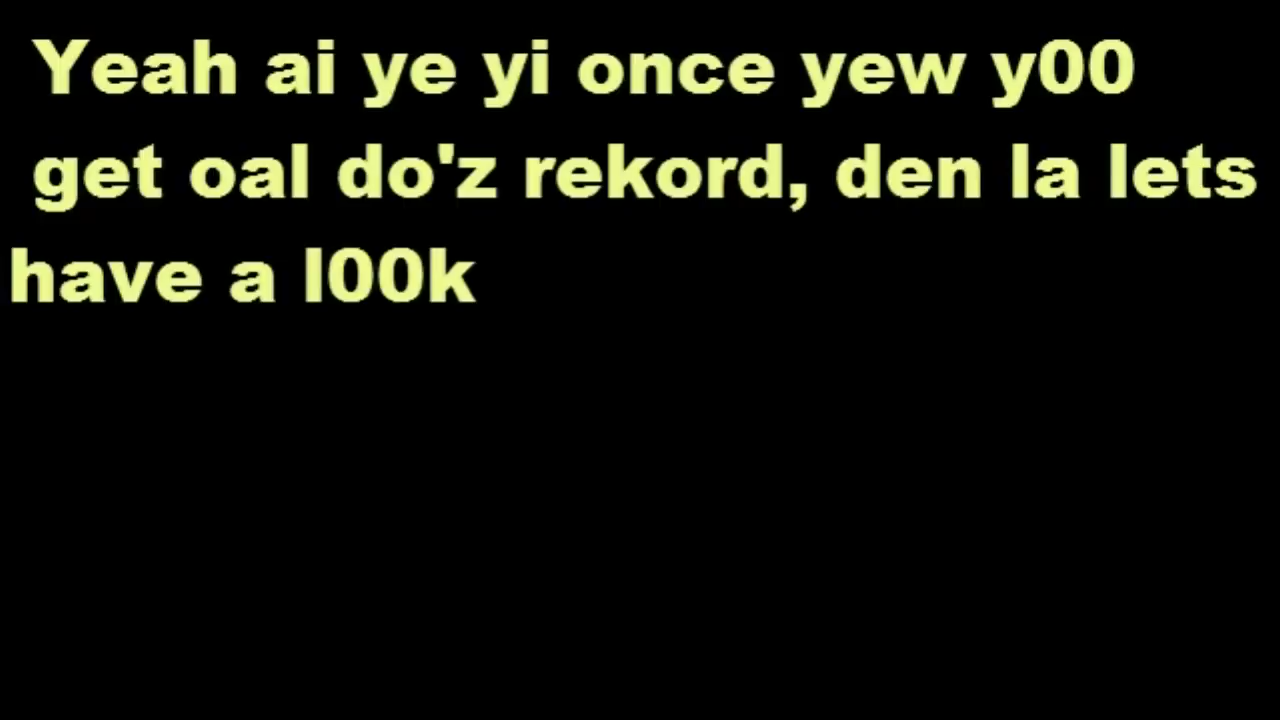 Yeah ai ye yi once yew y00
get oal do'z rekord, den la lets
have a l00k